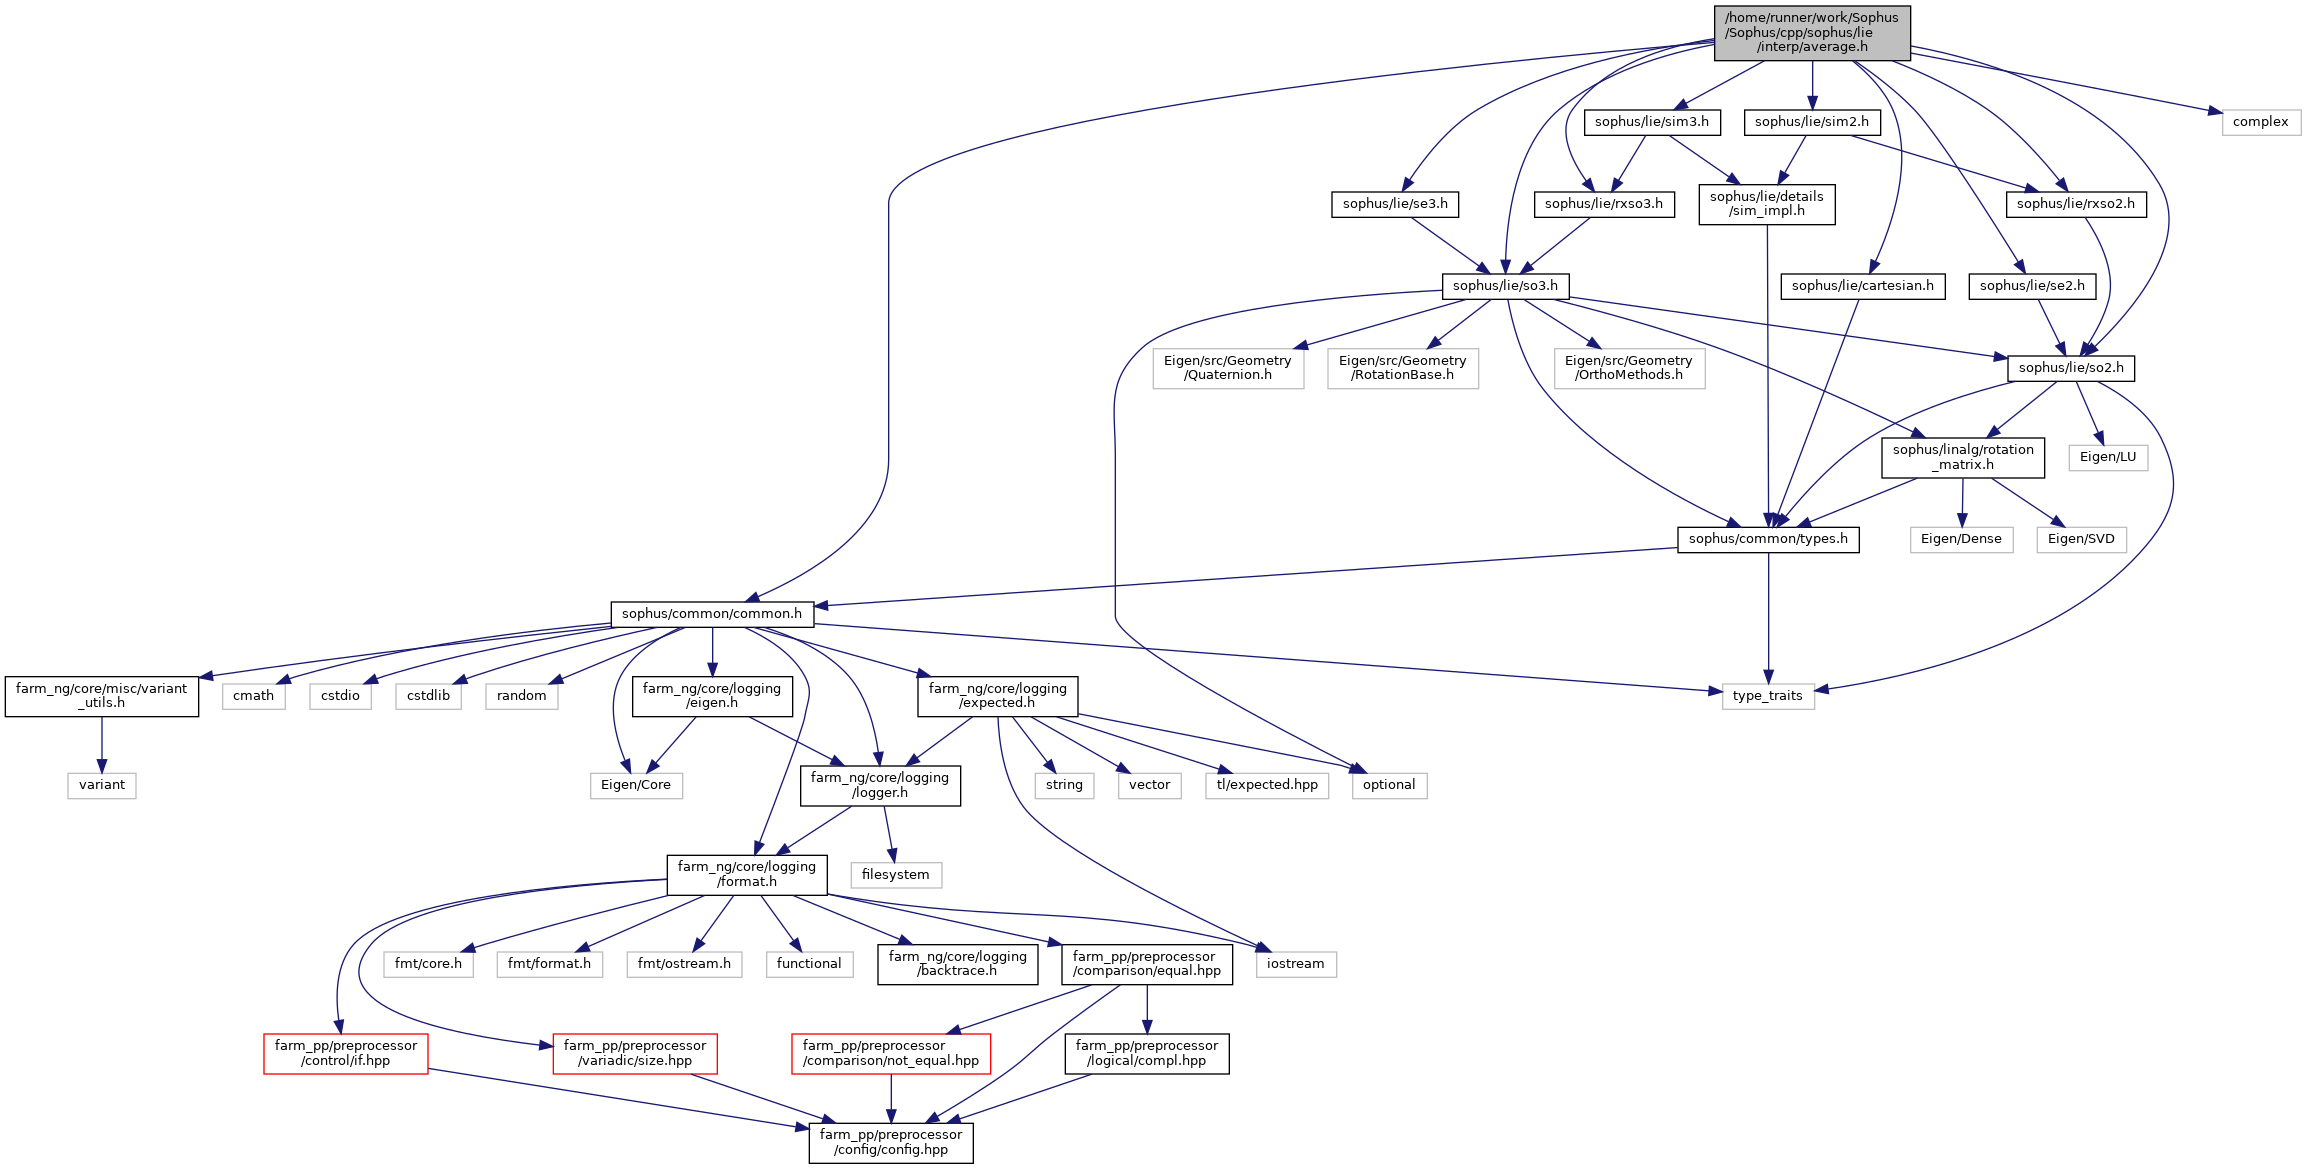 /home/runner/work/Sophus
/Sophus/cpp/sophus/lie
/interp/average.h
sophus/lie/sim3.h
sophus/lie/sim2.h
complex
sophus/lie/se3.h
sophus/lie/rxso3.h
sophus/lie/details
/sim_impl.h
sophus/lie/rxso2.h
sophus/lie/so3.h
sophus/lie/cartesian.h
sophus/lie/se2.h
Eigen/src/Geometry
/Quaternion.h
Eigen/src/Geometry
/RotationBase.h
Eigen/src/Geometry
/OrthoMethods.h
sophus/lie/so2.h
sophus/linalg/rotation
_matrix.h
Eigen/LU
sophus/common/types.h
Eigen/Dense
Eigen/SVD
sophus/common/common.h
farm_ng/core/misc/variant
_utils.h
cmath
cstdio
cstdlib
random
farm_ng/core/logging
/eigen.h
farm_ng/core/logging
/expected.h
type_traits
variant
Eigen/Core
farm_ng/core/logging
/logger.h
string
vector
tl/expected.hpp
optional
farm_ng/core/logging
/format.h
filesystem
fmt/core.h
fmt/format.h
fmt/ostream.h
functional
farm_ng/core/logging
/backtrace.h
farm_pp/preprocessor
/comparison/equal.hpp
iostream
farm_pp/preprocessor
/control/if.hpp
farm_pp/preprocessor
/variadic/size.hpp
farm_pp/preprocessor
/comparison/not_equal.hpp
farm_pp/preprocessor
/logical/compl.hpp
farm_pp/preprocessor
/config/config.hpp